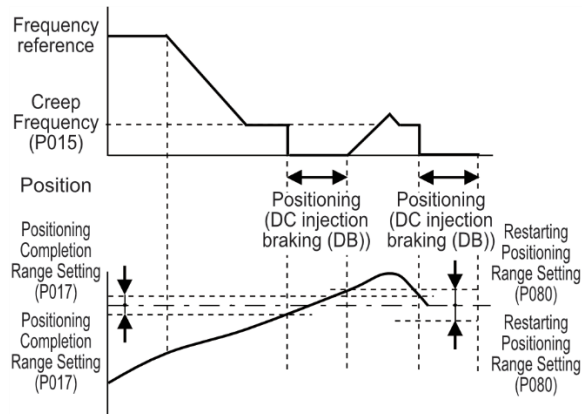 Frequency
reference
Creep
Frequency
(P015)
Position
Positioning
(DC injection
braking (DB))
Positioning
(DC injection
braking (DB))
Positioning
Completion
Range Setting
(P017)
Positioning
Completion
Range Setting
(P017)
Restarting
Positioning
Range Setting
(P080)
Restarting
Positioning
Range Setting
(P080)